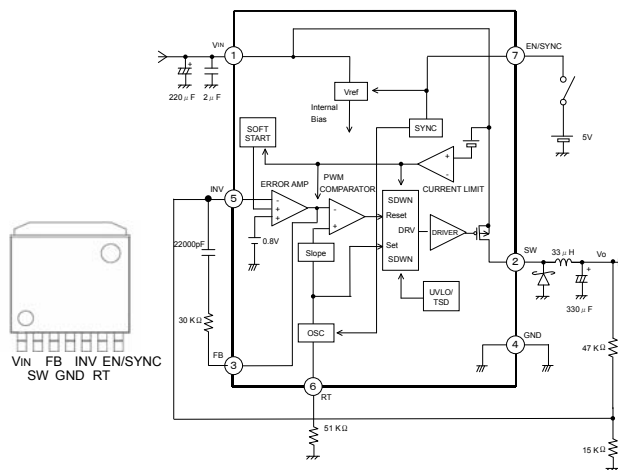 VIN
1
220μF
2μF
7
EN/SYNC
Vref
Internal
Bias
SYNC
SOFT
START
5V
INV
5
ERROR AMP
PWM
COMPARATOR
CURRENT LIMIT
+
-
-
+
+
-
+
SDWN
Reset
DRV
Set
SDWN
DRIVER
22000pF
0.8V
Slope
SW
2
33μH
Vo
+
330μF
UVLO/
TSD
30KΩ
OSC
FB
3
GND
4
47KΩ
6
RT
51KΩ
15KΩ
VIN FB INV EN/SYNC
SW GND RT